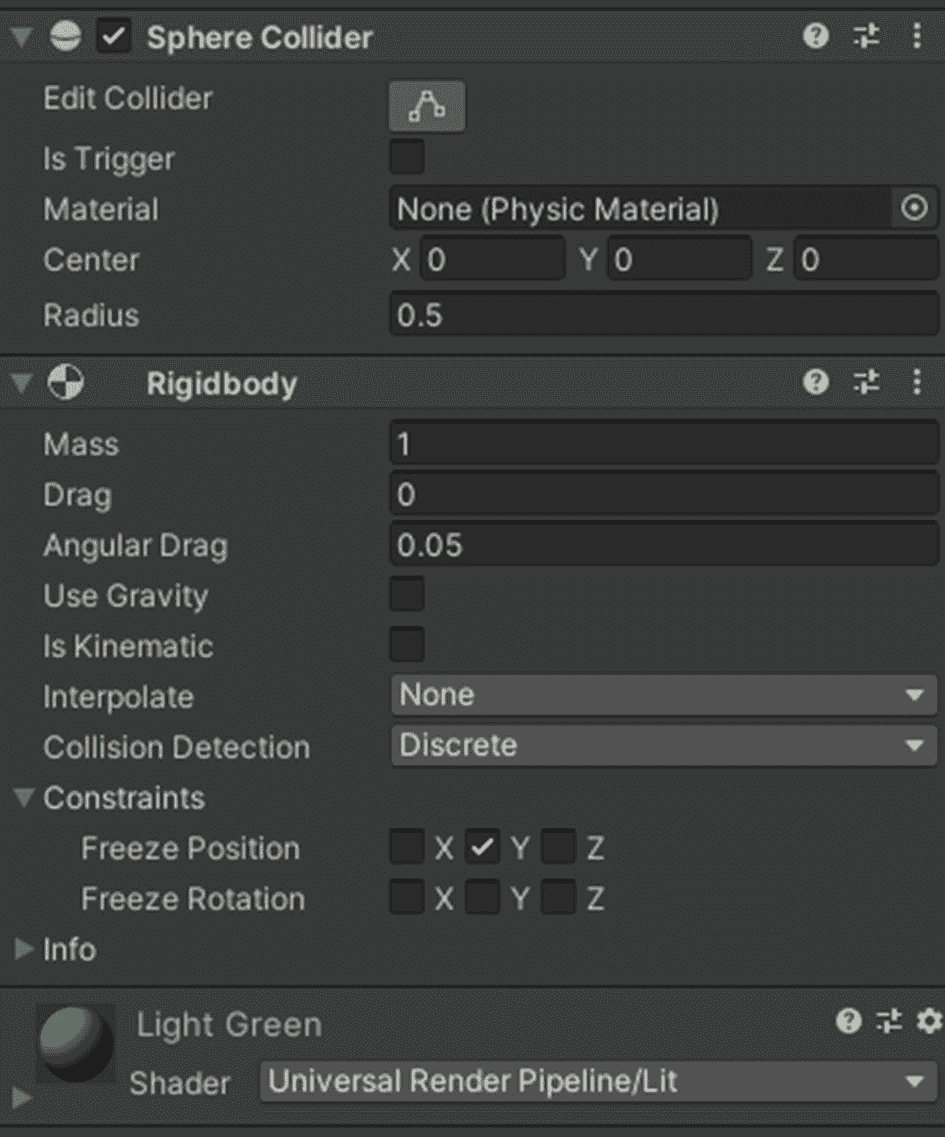 Sphere Collider
Edit Collider
Is Trigger
Material None (Physic Material)
Center X 0 Y 0 Z 0
Radius 0.5
Rigidbody
Mass 1
Drag 0
Angular Drag 0.05
Use Gravity
Is Kinematic
Interpolate None
Collision Detection Discrete
Constraints
Freeze Position X Y Z
Freeze Rotation X Y Z
Info
Light Green
Shader Universal Render Pipeline/Lit